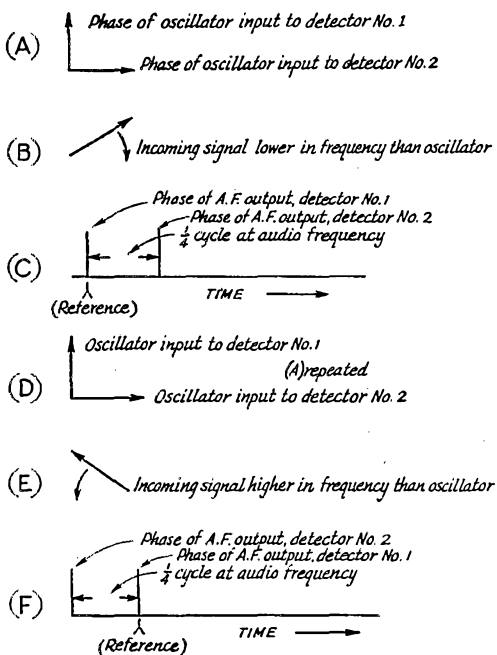 (A)
Phase of oscillator input to detector No. 1
Phase of oscillator input to detector No. 2
(B)
Incoming signal lower in frequency than oscillator
(C)
Phase of A.F. output, detector No. 1
Phase of A.F. output, detector No. 2
1/4 cycle at audio frequency
(Reference)
TIME
(D)
Oscillator input to detector No. 1
(A) repeated
Oscillator input to detector No. 2
(E)
Incoming signal higher in frequency than oscillator
(F)
Phase of A.F. output, detector No. 2
Phase of A.F. output, detector No. 1
1/4 cycle at audio frequency
(Reference)
TIME